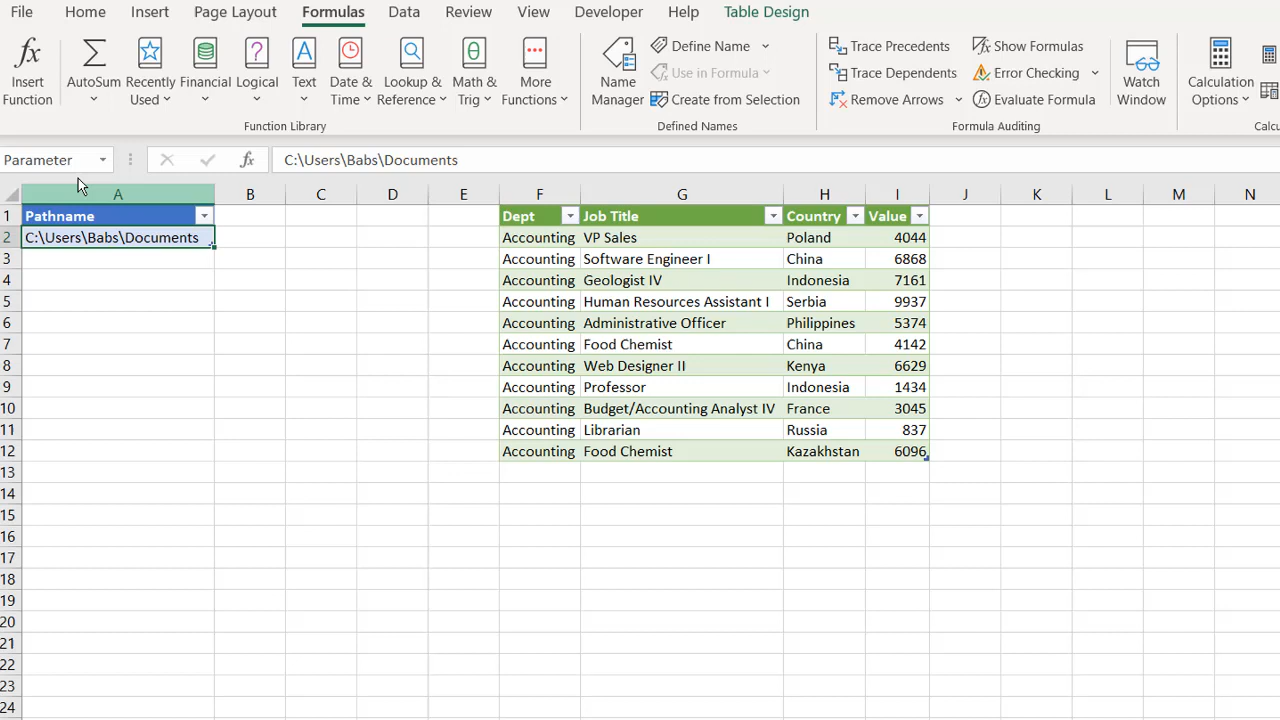 File Home Insert Page Layout Formulas Data Review View Developer Help Table Design
fx Insert Function
Σ AutoSum
Recently Used
Financial
Logical
A Text
Date & Time
Lookup & Reference
θ Math & Trig
More Functions
Function Library
Name Manager
Define Name
Use in Formula
Create from Selection
Defined Names
Trace Precedents
Trace Dependents
Remove Arrows
Show Formulas
Error Checking
fx Evaluate Formula
Formula Auditing
Watch Window
Calculation Options
Calcu
Parameter fx C:\Users\Babs\Documents
A B C D E F G H I J K L M N
1 Pathname Dept Job Title Country Value
2 C:\Users\Babs\Documents Accounting VP Sales Poland 4044
3 Accounting Software Engineer I China 6868
4 Accounting Geologist IV Indonesia 7161
5 Accounting Human Resources Assistant I Serbia 9937
6 Accounting Administrative Officer Philippines 5374
7 Accounting Food Chemist China 4142
8 Accounting Web Designer II Kenya 6629
9 Accounting Professor Indonesia 1434
10 Accounting Budget/Accounting Analyst IV France 3045
11 Accounting Librarian Russia 837
12 Accounting Food Chemist Kazakhstan 6096
13
14
15
16
17
18
19
20
21
22
23
24